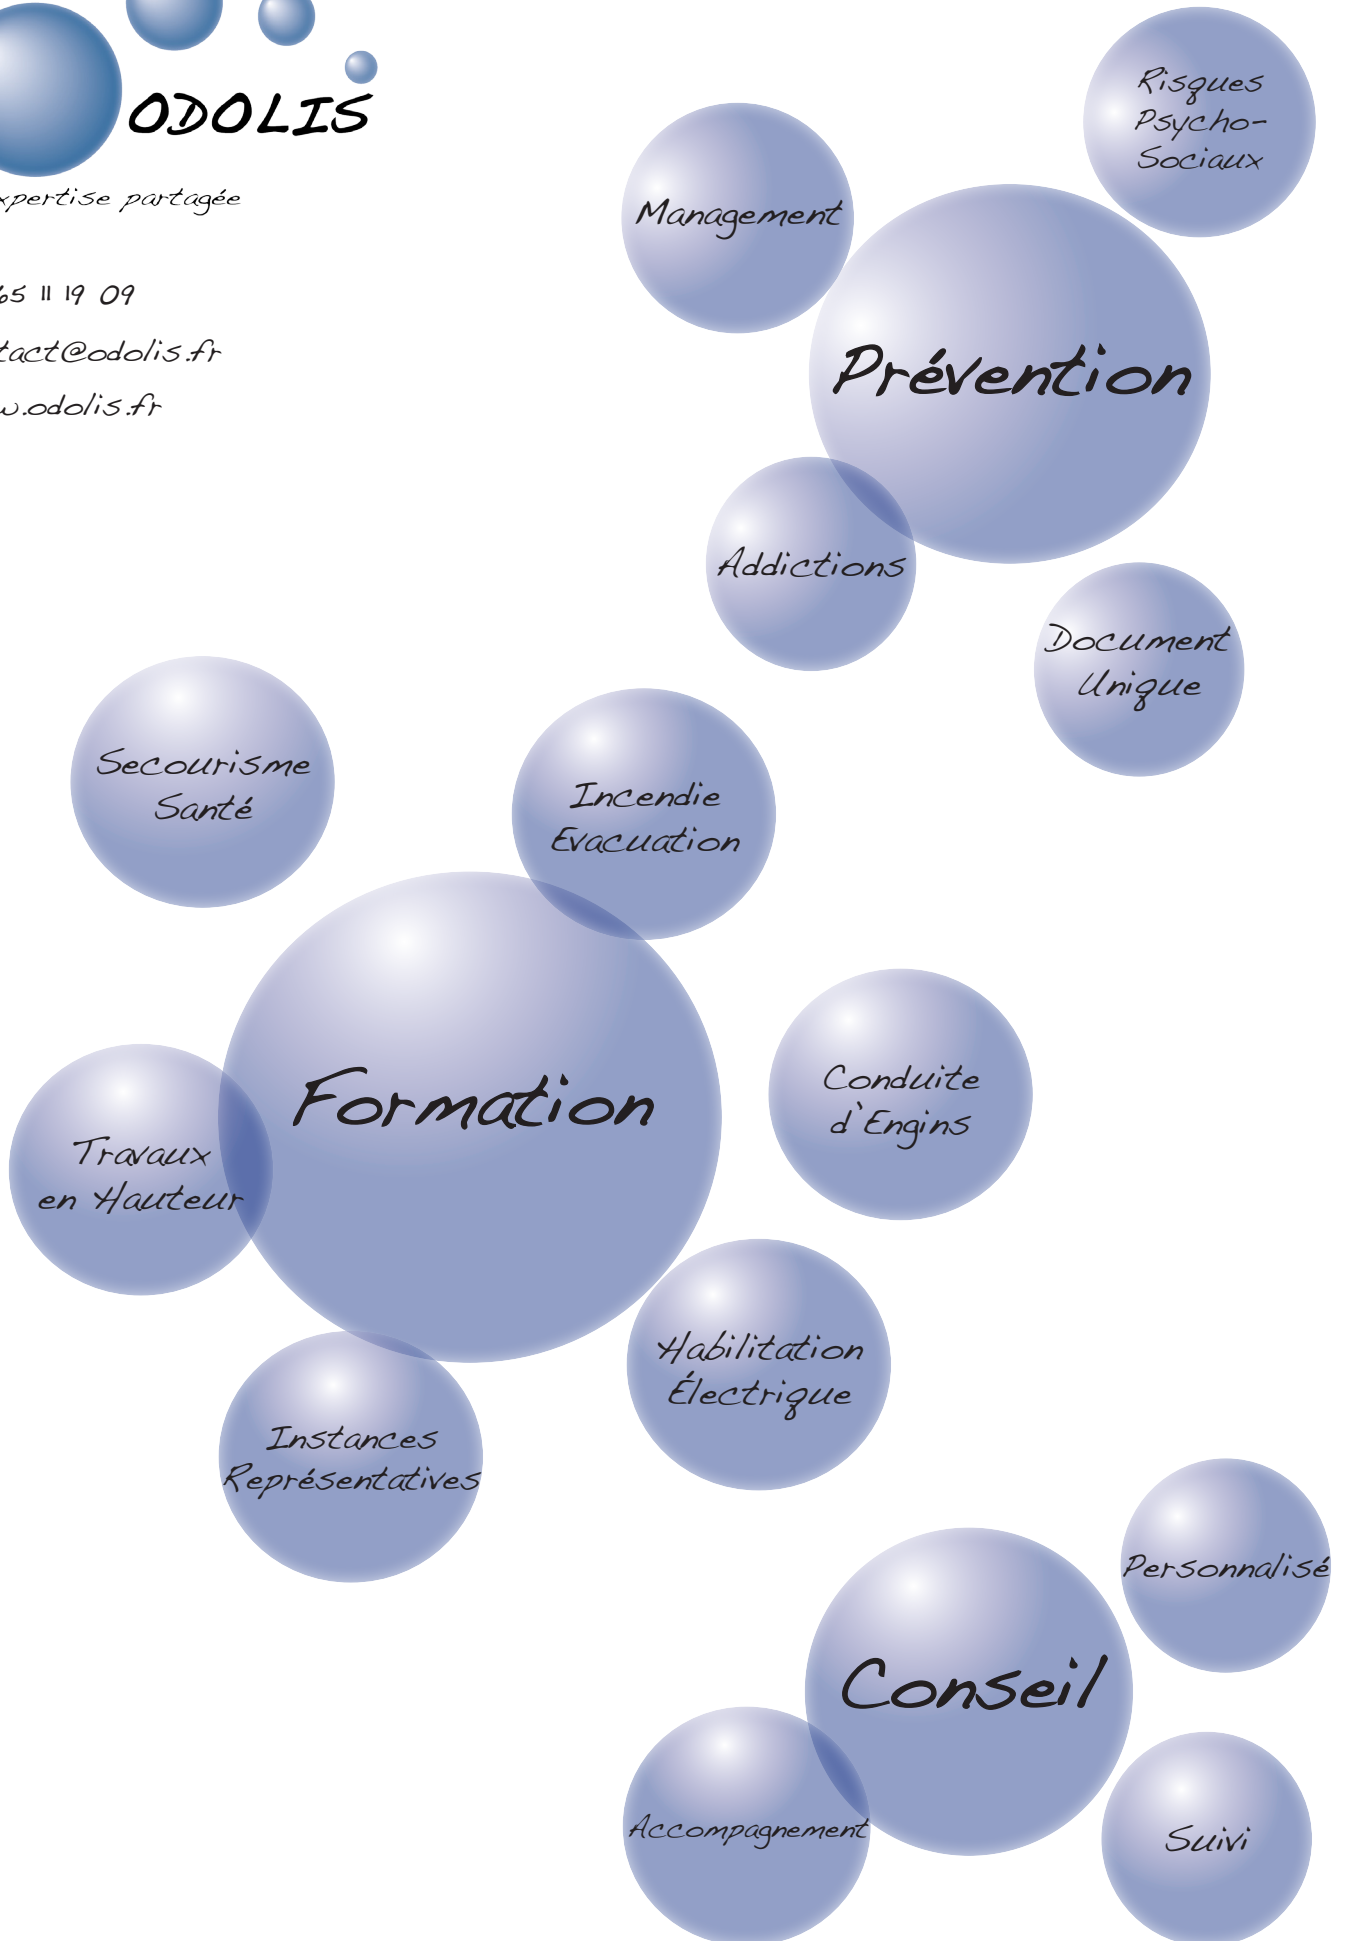 ODOLIS
xpertise partagée
65 11 19 09
tact@odolis.fr
w.odolis.fr
Risques
Psycho-
Sociaux
Management
Prévention
Addictions
Document
Unique
Secourisme
Santé
Incendie
Evacuation
Formation
Conduite
d'Engins
Travaux
en Hauteur
Habilitation
Électrique
Instances
Représentatives
Personnalisé
Conseil
Accompagnement
Suivi